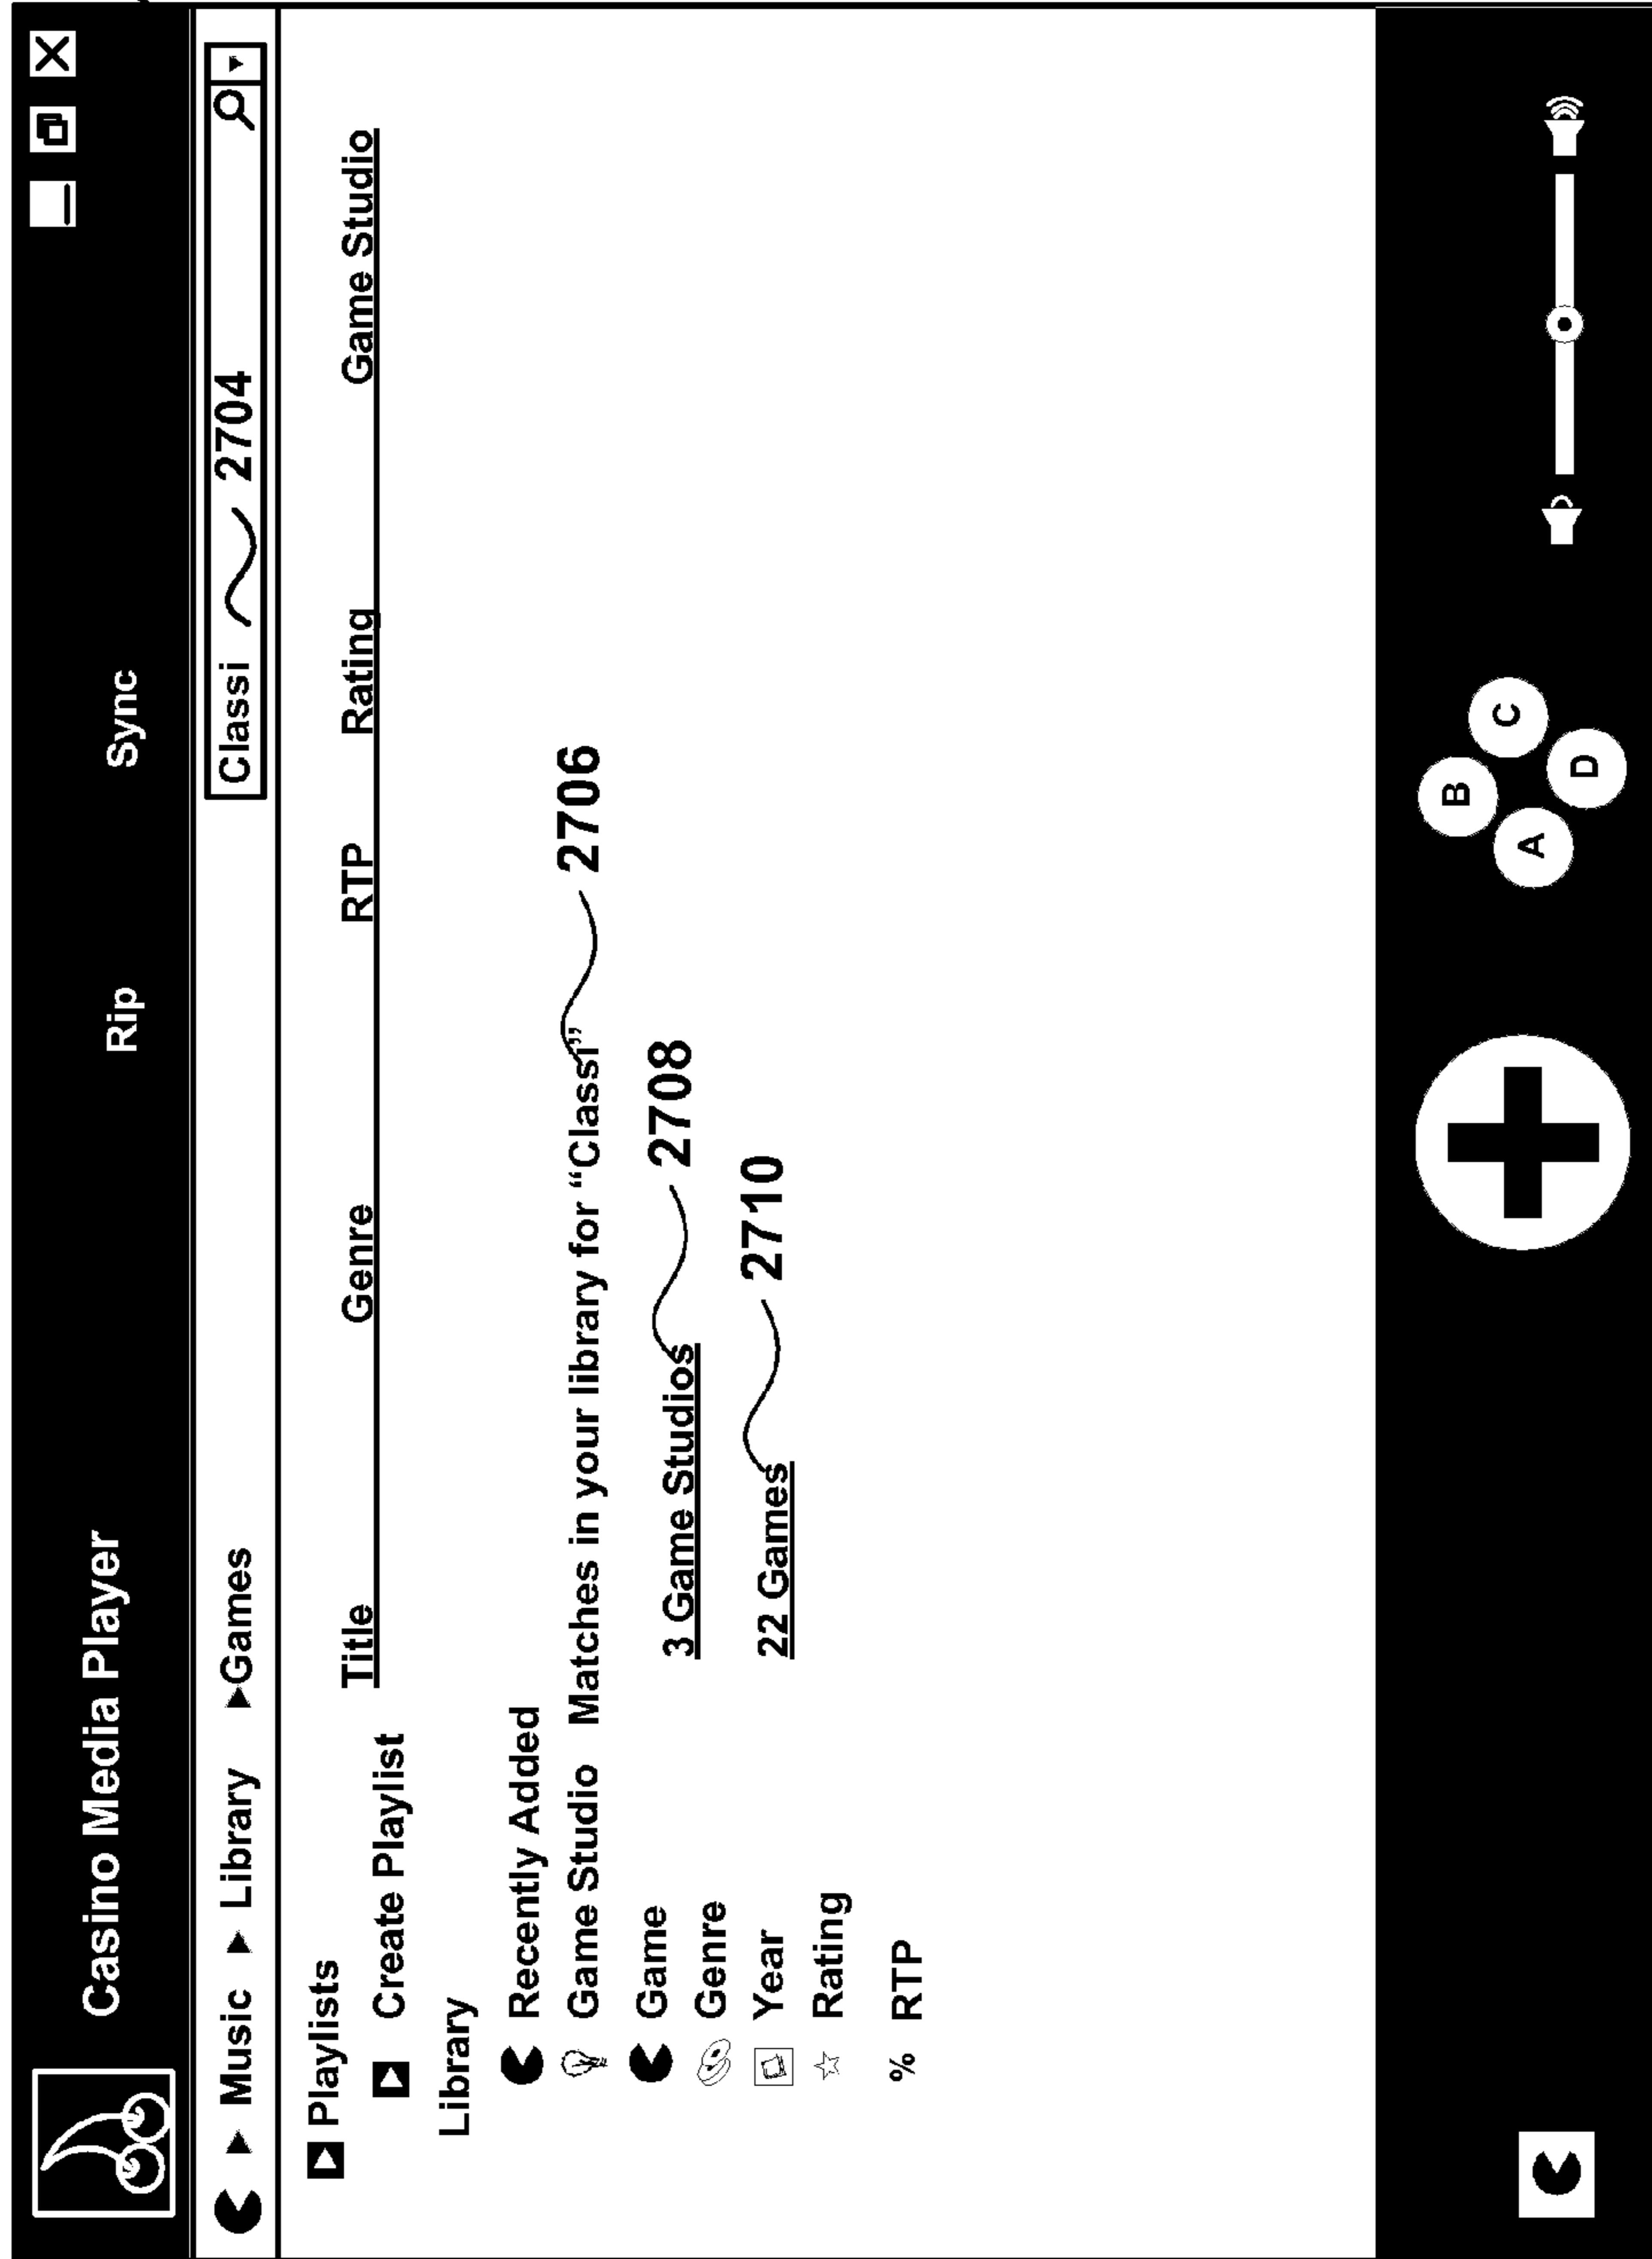 Casino Media Player
Rip Sync
Music Library Games
Classi 2704
Playlists
Title Genre RTP Rating Game Studio
Create Playlist
Library
Recently Added
Game Studio
Matches in your library for “Classi” 2706
Game
3 Game Studios 2708
Genre
Year
22 Games 2710
Rating
% RTP
A B C D